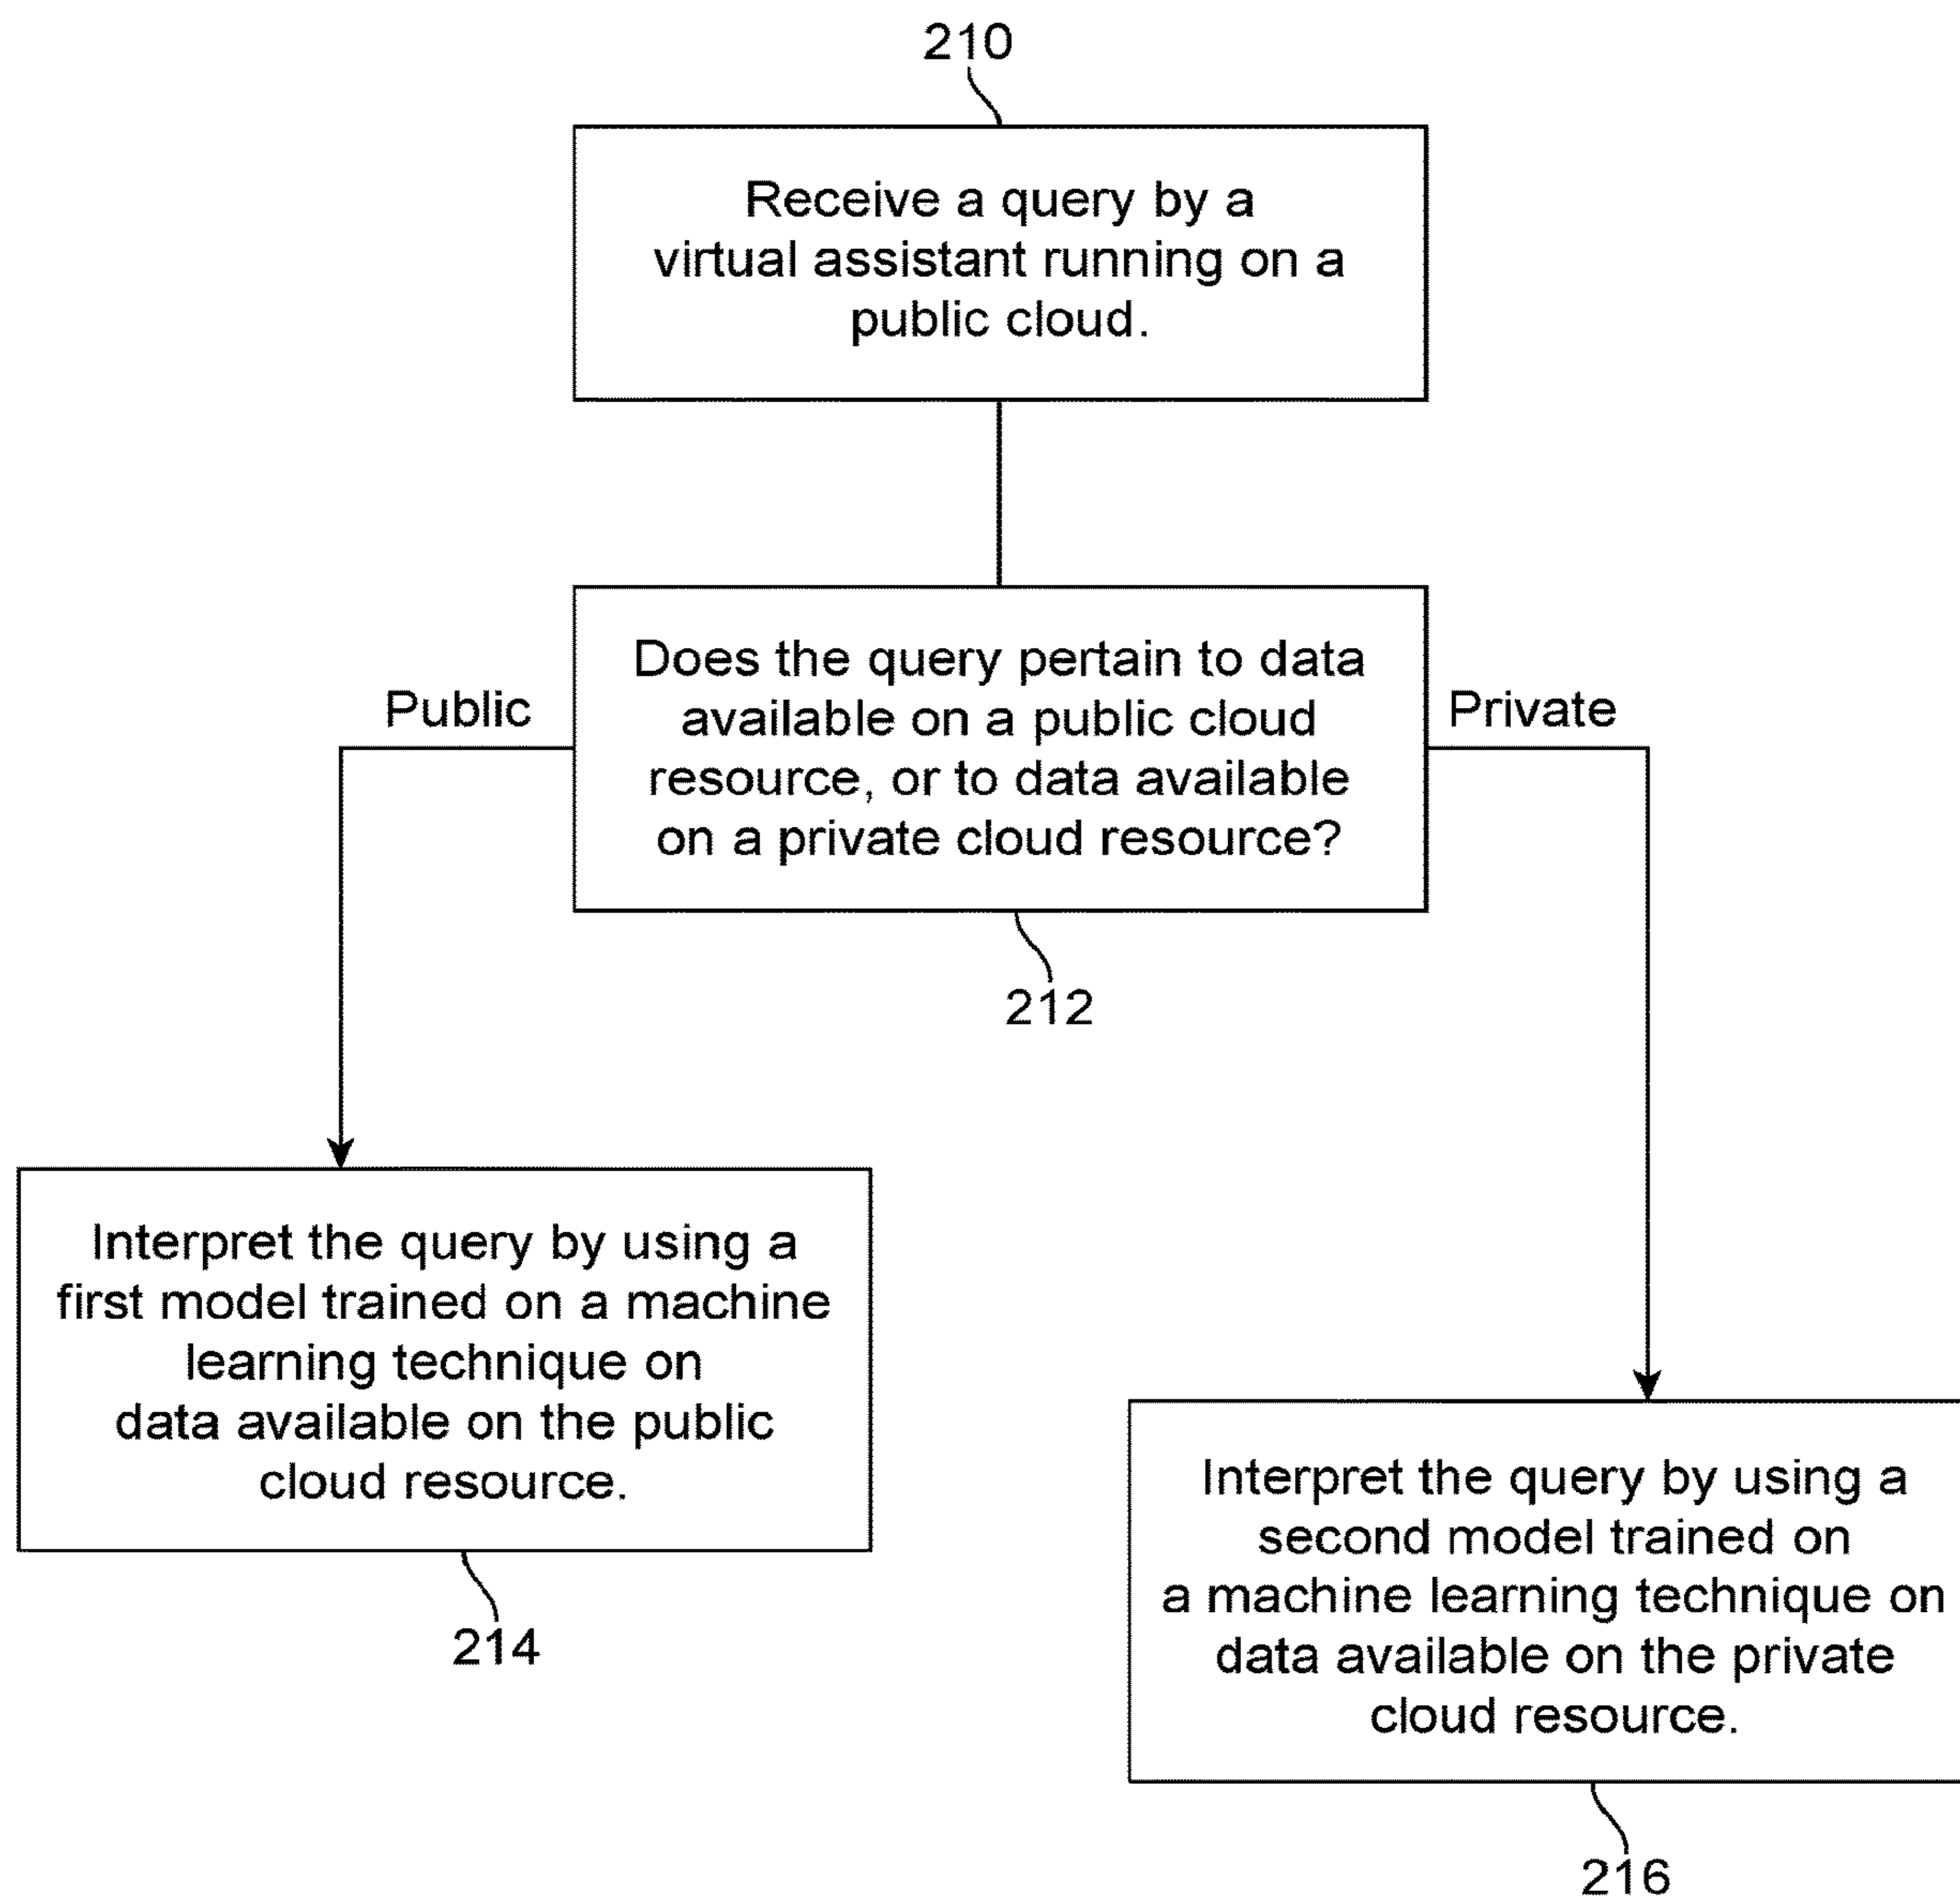 210
Receive a query by a
virtual assistant running on a
public cloud.
Does the query pertain to data
available on a public cloud
resource, or to data available
on a private cloud resource?
Public
Private
212
Interpret the query by using a
first model trained on a machine
learning technique on
data available on the public
cloud resource.
214
Interpret the query by using a
second model trained on
a machine learning technique on
data available on the private
cloud resource.
216